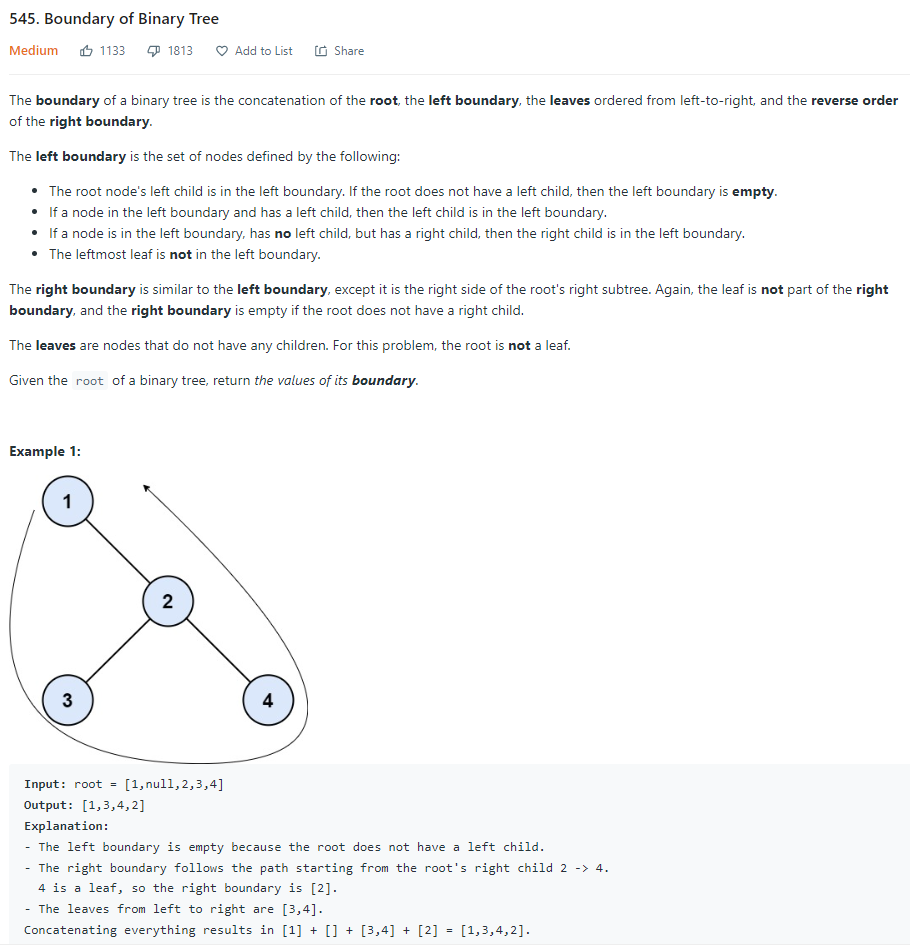 545. Boundary of Binary Tree
Medium 1133 1813 Add to List Share
The boundary of a binary tree is the concatenation of the root, the left boundary, the leaves ordered from left-to-right, and the reverse order
of the right boundary.
The left boundary is the set of nodes defined by the following:
• The root node's left child is in the left boundary. If the root does not have a left child, then the left boundary is empty.
• If a node in the left boundary and has a left child, then the left child is in the left boundary.
• If a node is in the left boundary, has no left child, but has a right child, then the right child is in the left boundary.
• The leftmost leaf is not in the left boundary.
The right boundary is similar to the left boundary, except it is the right side of the root's right subtree. Again, the leaf is not part of the right
boundary, and the right boundary is empty if the root does not have a right child.
The leaves are nodes that do not have any children. For this problem, the root is not a leaf.
Given the root of a binary tree, return the values of its boundary.
Example 1:
1
2
3 4
Input: root = [1,null,2,3,4]
Output: [1,3,4,2]
Explanation:
- The left boundary is empty because the root does not have a left child.
- The right boundary follows the path starting from the root's right child 2 -> 4.
4 is a leaf, so the right boundary is [2].
- The leaves from left to right are [3,4].
Concatenating everything results in [1] + [] + [3,4] + [2] = [1,3,4,2].